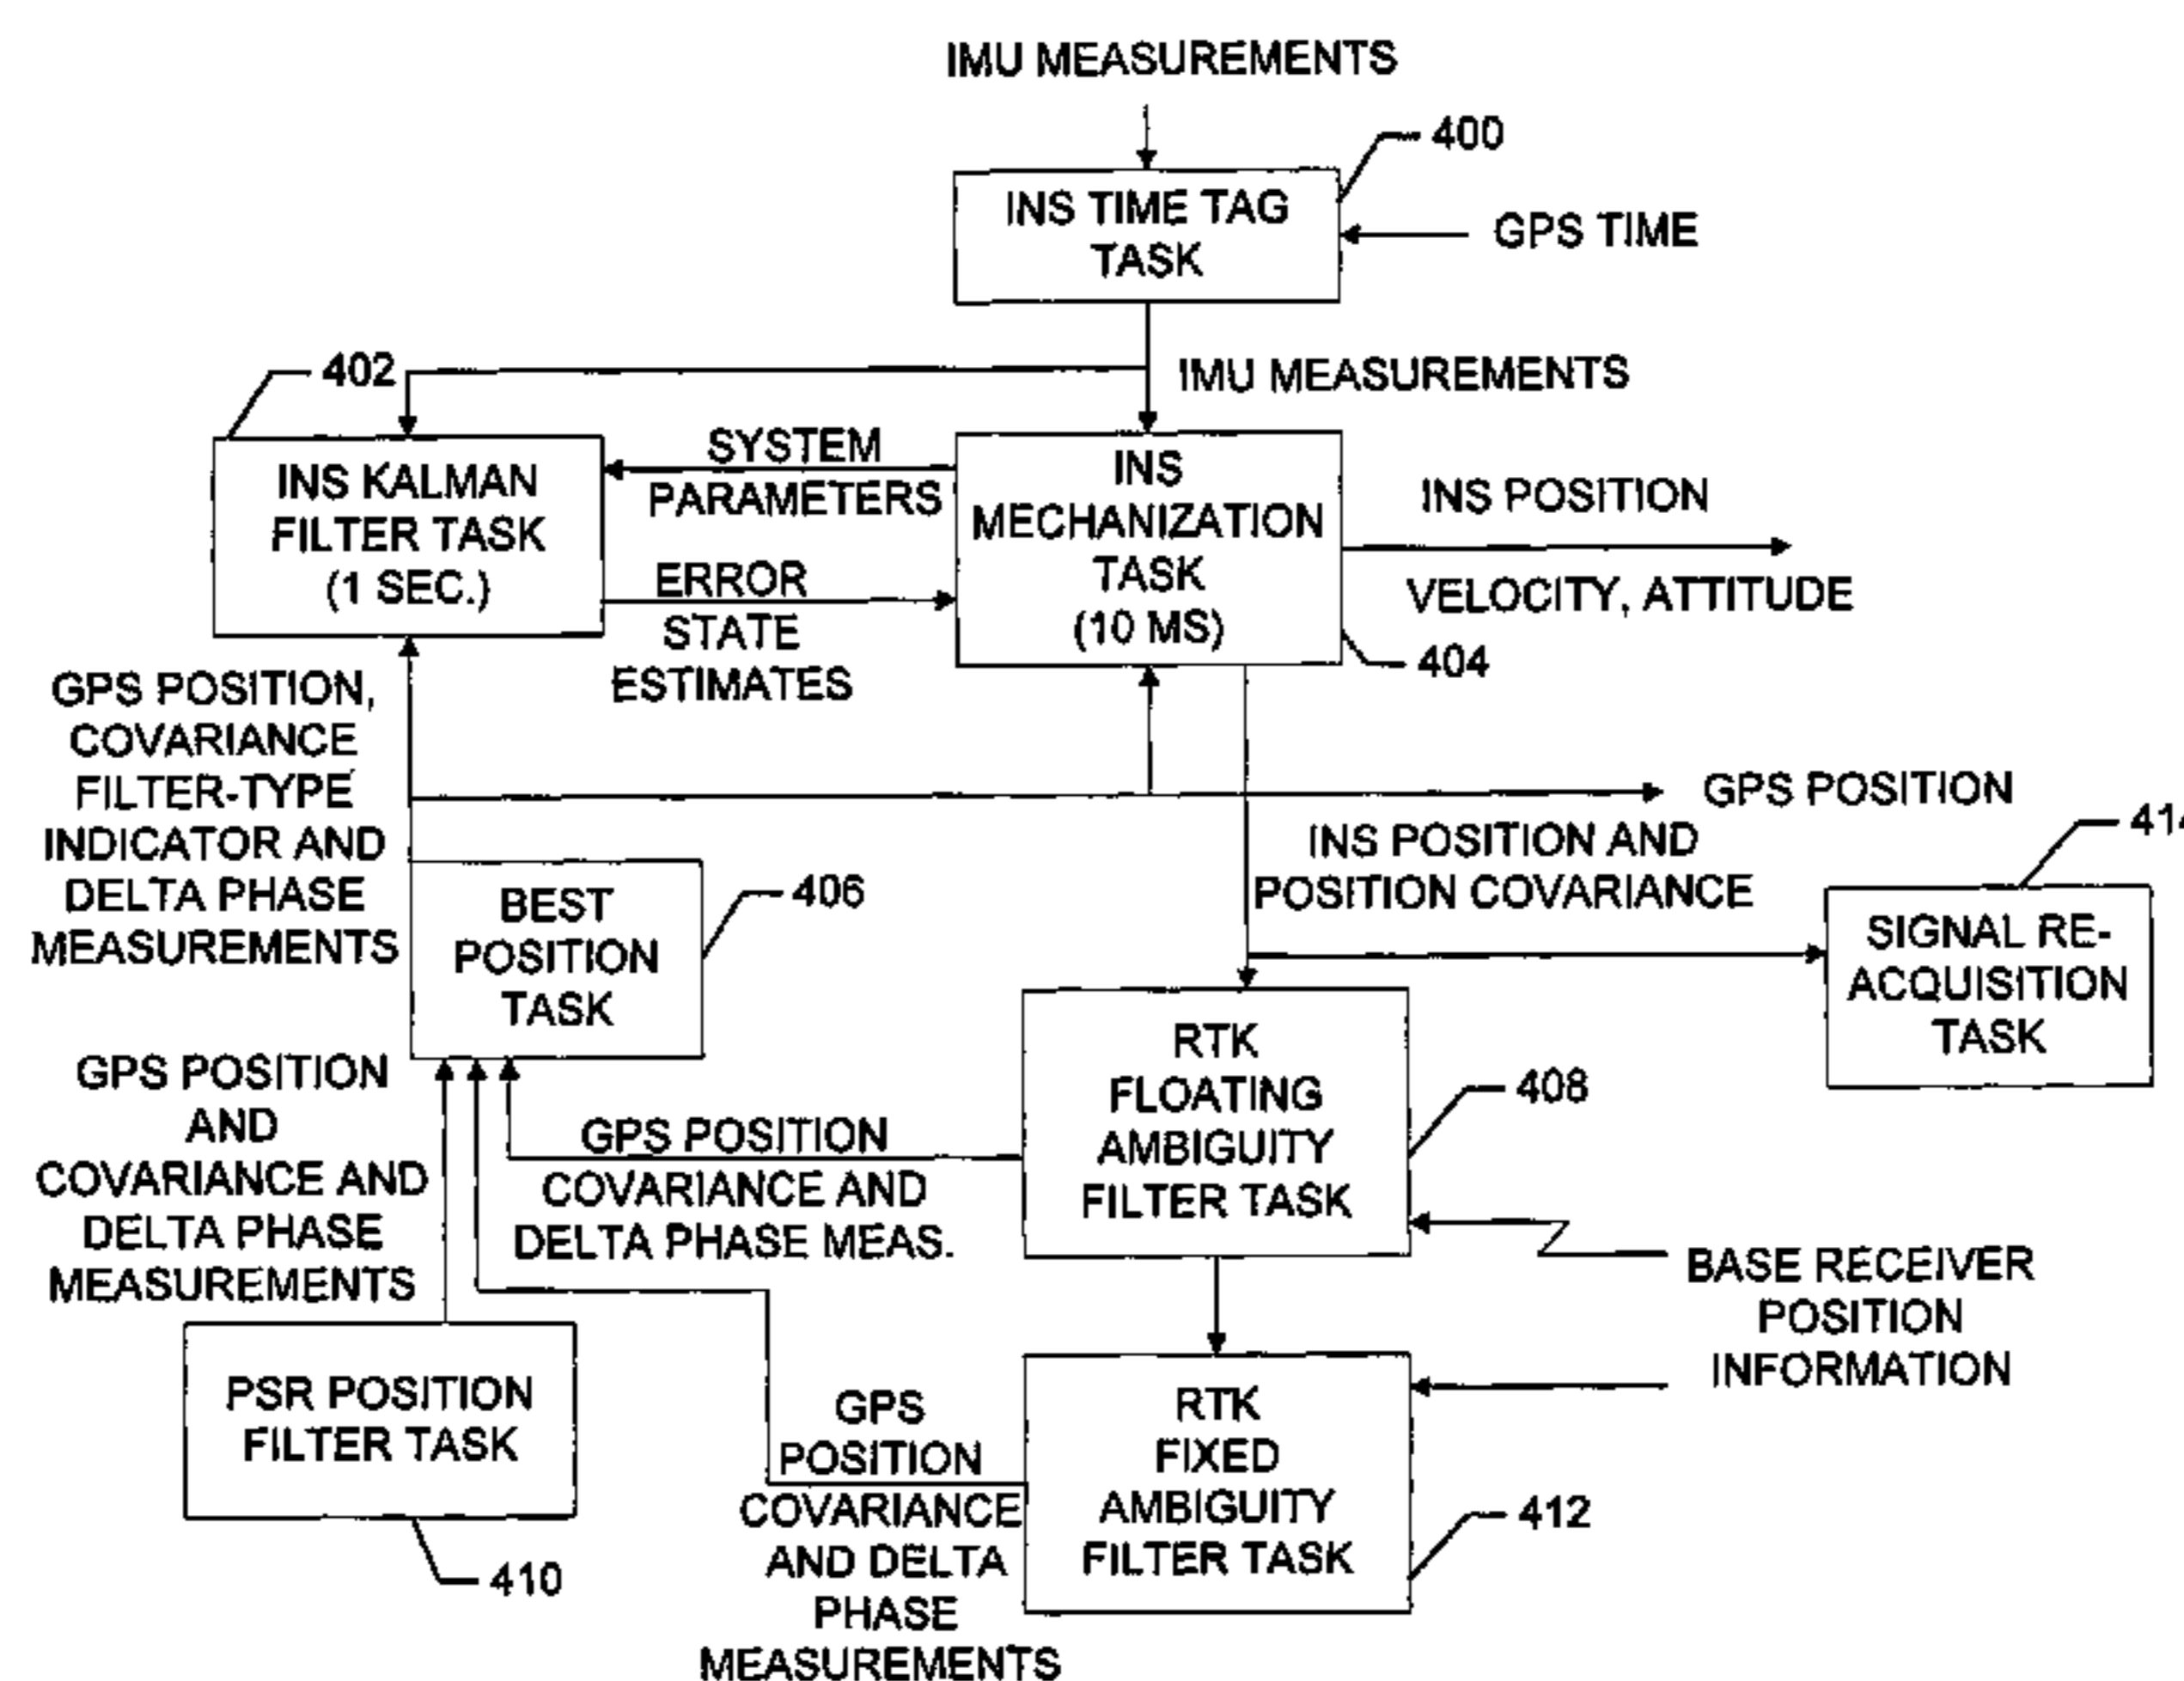 IMU MEASUREMENTS
400
INS TIME TAG
TASK
GPS TIME
402
IMU MEASUREMENTS
INS KALMAN
FILTER TASK
(1 SEC.)
SYSTEM
PARAMETERS
ERROR
STATE
ESTIMATES
INS
MECHANIZATION
TASK
(10 MS)
INS POSITION
VELOCITY, ATTITUDE
404
GPS POSITION,
COVARIANCE
FILTER-TYPE
INDICATOR AND
DELTA PHASE
MEASUREMENTS
GPS POSITION
INS POSITION AND
POSITION COVARIANCE
414
BEST
POSITION
TASK
406
SIGNAL RE-
ACQUISITION
TASK
RTK
FLOATING
AMBIGUITY
FILTER TASK
408
GPS POSITION
AND
COVARIANCE AND
DELTA PHASE
MEASUREMENTS
GPS POSITION
COVARIANCE AND
DELTA PHASE MEAS.
BASE RECEIVER
POSITION
INFORMATION
PSR POSITION
FILTER TASK
410
GPS
POSITION
COVARIANCE
AND DELTA
PHASE
MEASUREMENTS
RTK
FIXED
AMBIGUITY
FILTER TASK
412